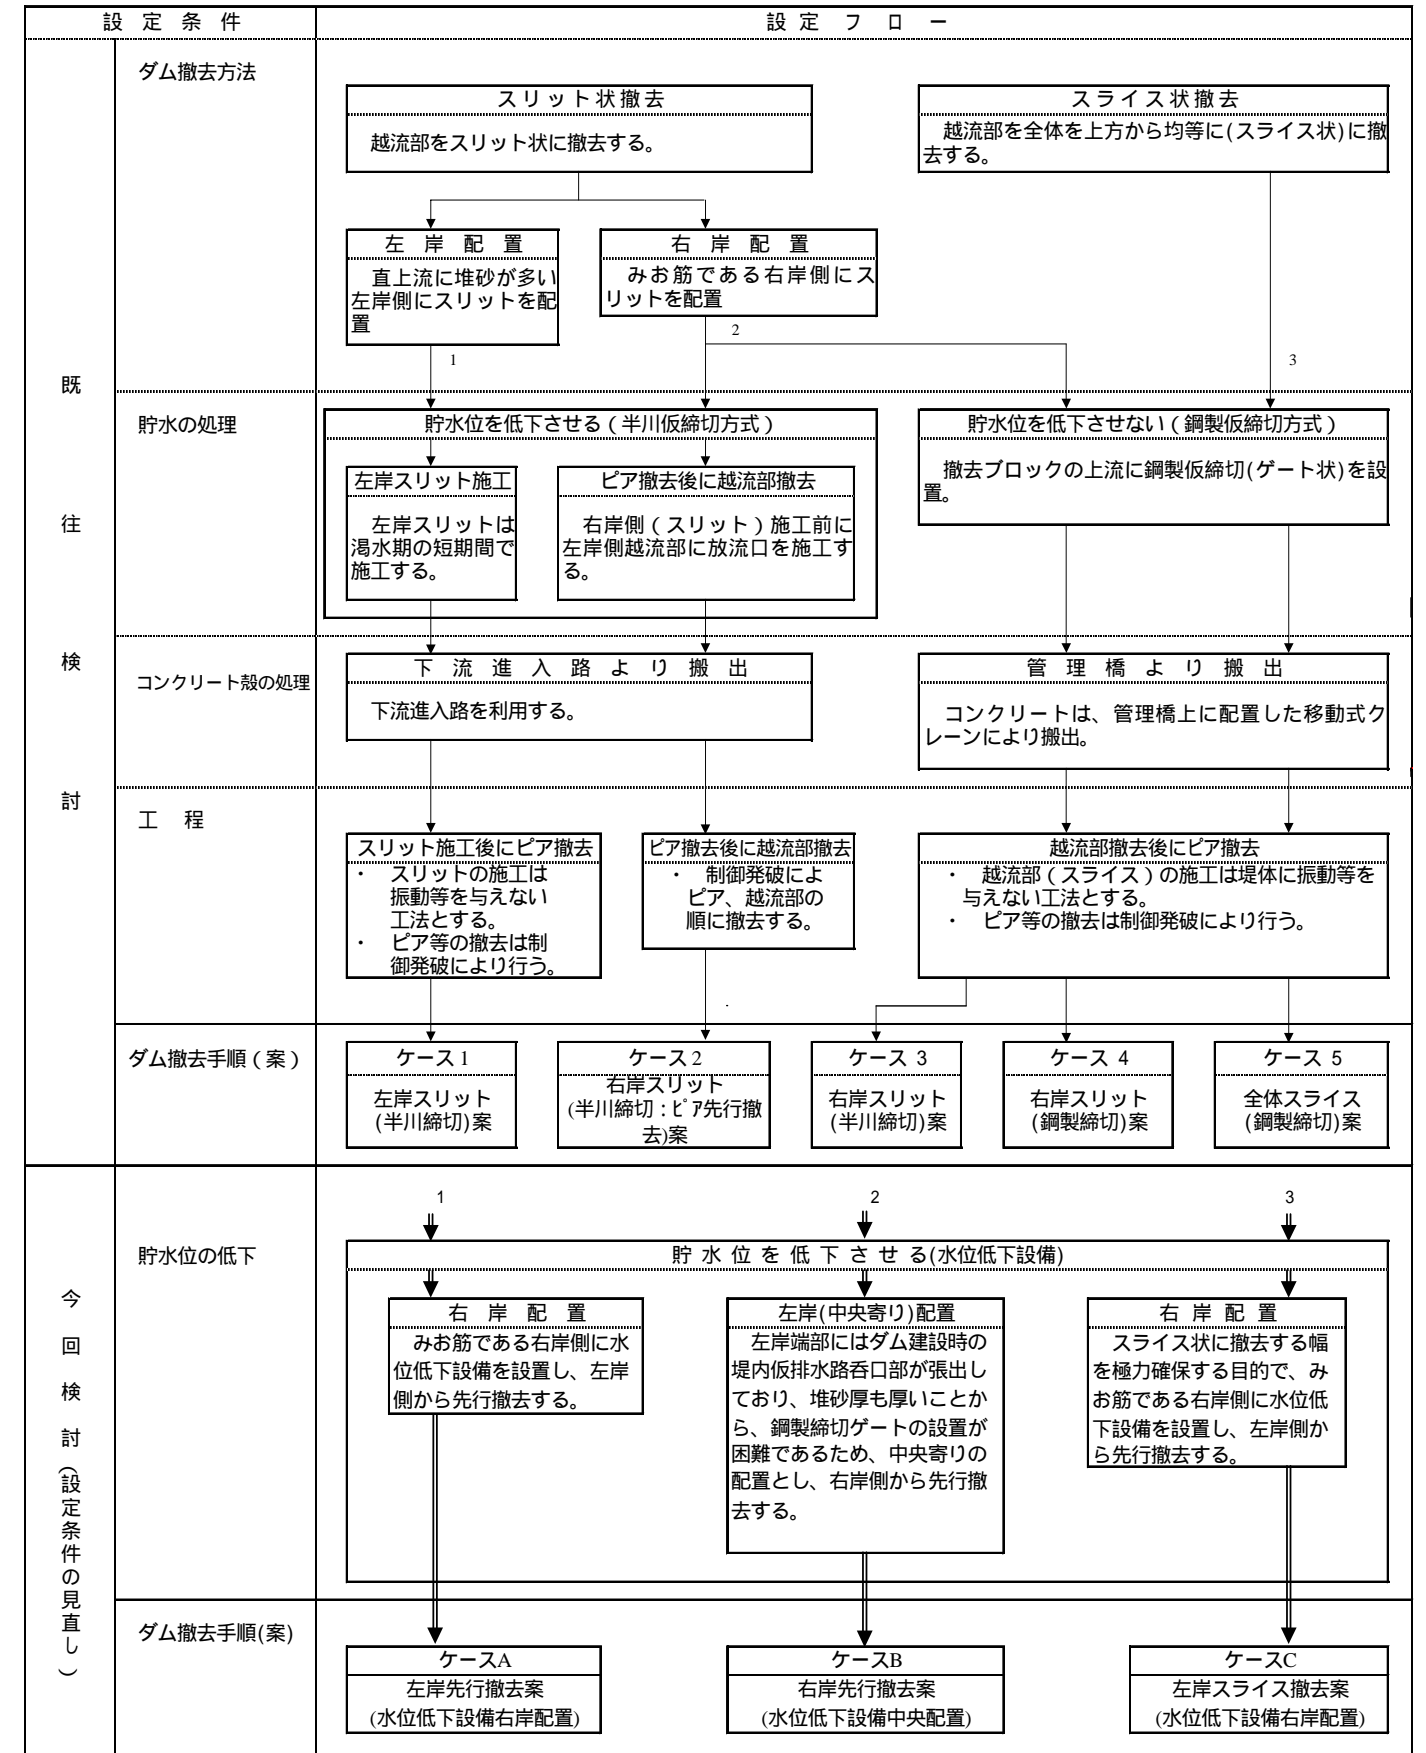 設定条件
設定フロー
既往検討
ダム撤去方法
スリット状撤去
越流部をスリット状に撤去する。
スライス状撤去
越流部を全体を上方から均等に(スライス状)に撤
去する。
左岸配置
直上流に堆砂が多い
左岸側にスリットを配
置
右岸配置
みお筋である右岸側にス
リットを配置
1
2
3
貯水の処理
貯水位を低下させる(半川仮締切方式)
左岸スリット施工
左岸スリットは
渇水期の短期間で
施工する。
ピア撤去後に越流部撤去
右岸側(スリット)施工前に
左岸側越流部に放流口を施工す
る。
貯水位を低下させない(鋼製仮締切方式)
撤去ブロックの上流に鋼製仮締切(ゲート状)を設
置。
コンクリート殻の処理
下流進入路より搬出
下流進入路を利用する。
管理橋より搬出
コンクリートは、管理橋上に配置した移動式ク
レーンにより搬出。
工程
スリット施工後にピア撤去
・ スリットの施工は
振動等を与えない
工法とする。
・ ピア等の撤去は制
御発破により行う。
ピア撤去後に越流部撤去
・ 制御発破によ
ピア、越流部の
順に撤去する。
越流部撤去後にピア撤去
・ 越流部(スライス)の施工は堤体に振動等を
与えない工法とする。
・ ピア等の撤去は制御発破により行う。
ダム撤去手順(案)
ケース1
左岸スリット
(半川締切)案
ケース2
右岸スリット
(半川締切:ピア先行撤
去)案
ケース 3
右岸スリット
(半川締切)案
ケース 4
右岸スリット
(鋼製締切)案
ケース 5
全体スライス
(鋼製締切)案
今回検討(設定条件の見直し)
1
2
3
貯水位の低下
貯水位を低下させる(水位低下設備)
右岸配置
みお筋である右岸側に水
位低下設備を設置し、左岸
側から先行撤去する。
左岸(中央寄り)配置
左岸端部にはダム建設時の
堤内仮排水路呑口部が張出し
ており、堆砂厚も厚いことか
ら、鋼製締切ゲートの設置が
困難であるため、中央寄りの
配置とし、右岸側から先行撤
去する。
右岸配置
スライス状に撤去する幅
を極力確保する目的で、み
お筋である右岸側に水位低
下設備を設置し、左岸側か
ら先行撤去する。
ダム撤去手順(案)
ケースA
左岸先行撤去案
(水位低下設備右岸配置)
ケースB
右岸先行撤去案
(水位低下設備中央配置)
ケースC
左岸スライス撤去案
(水位低下設備右岸配置)